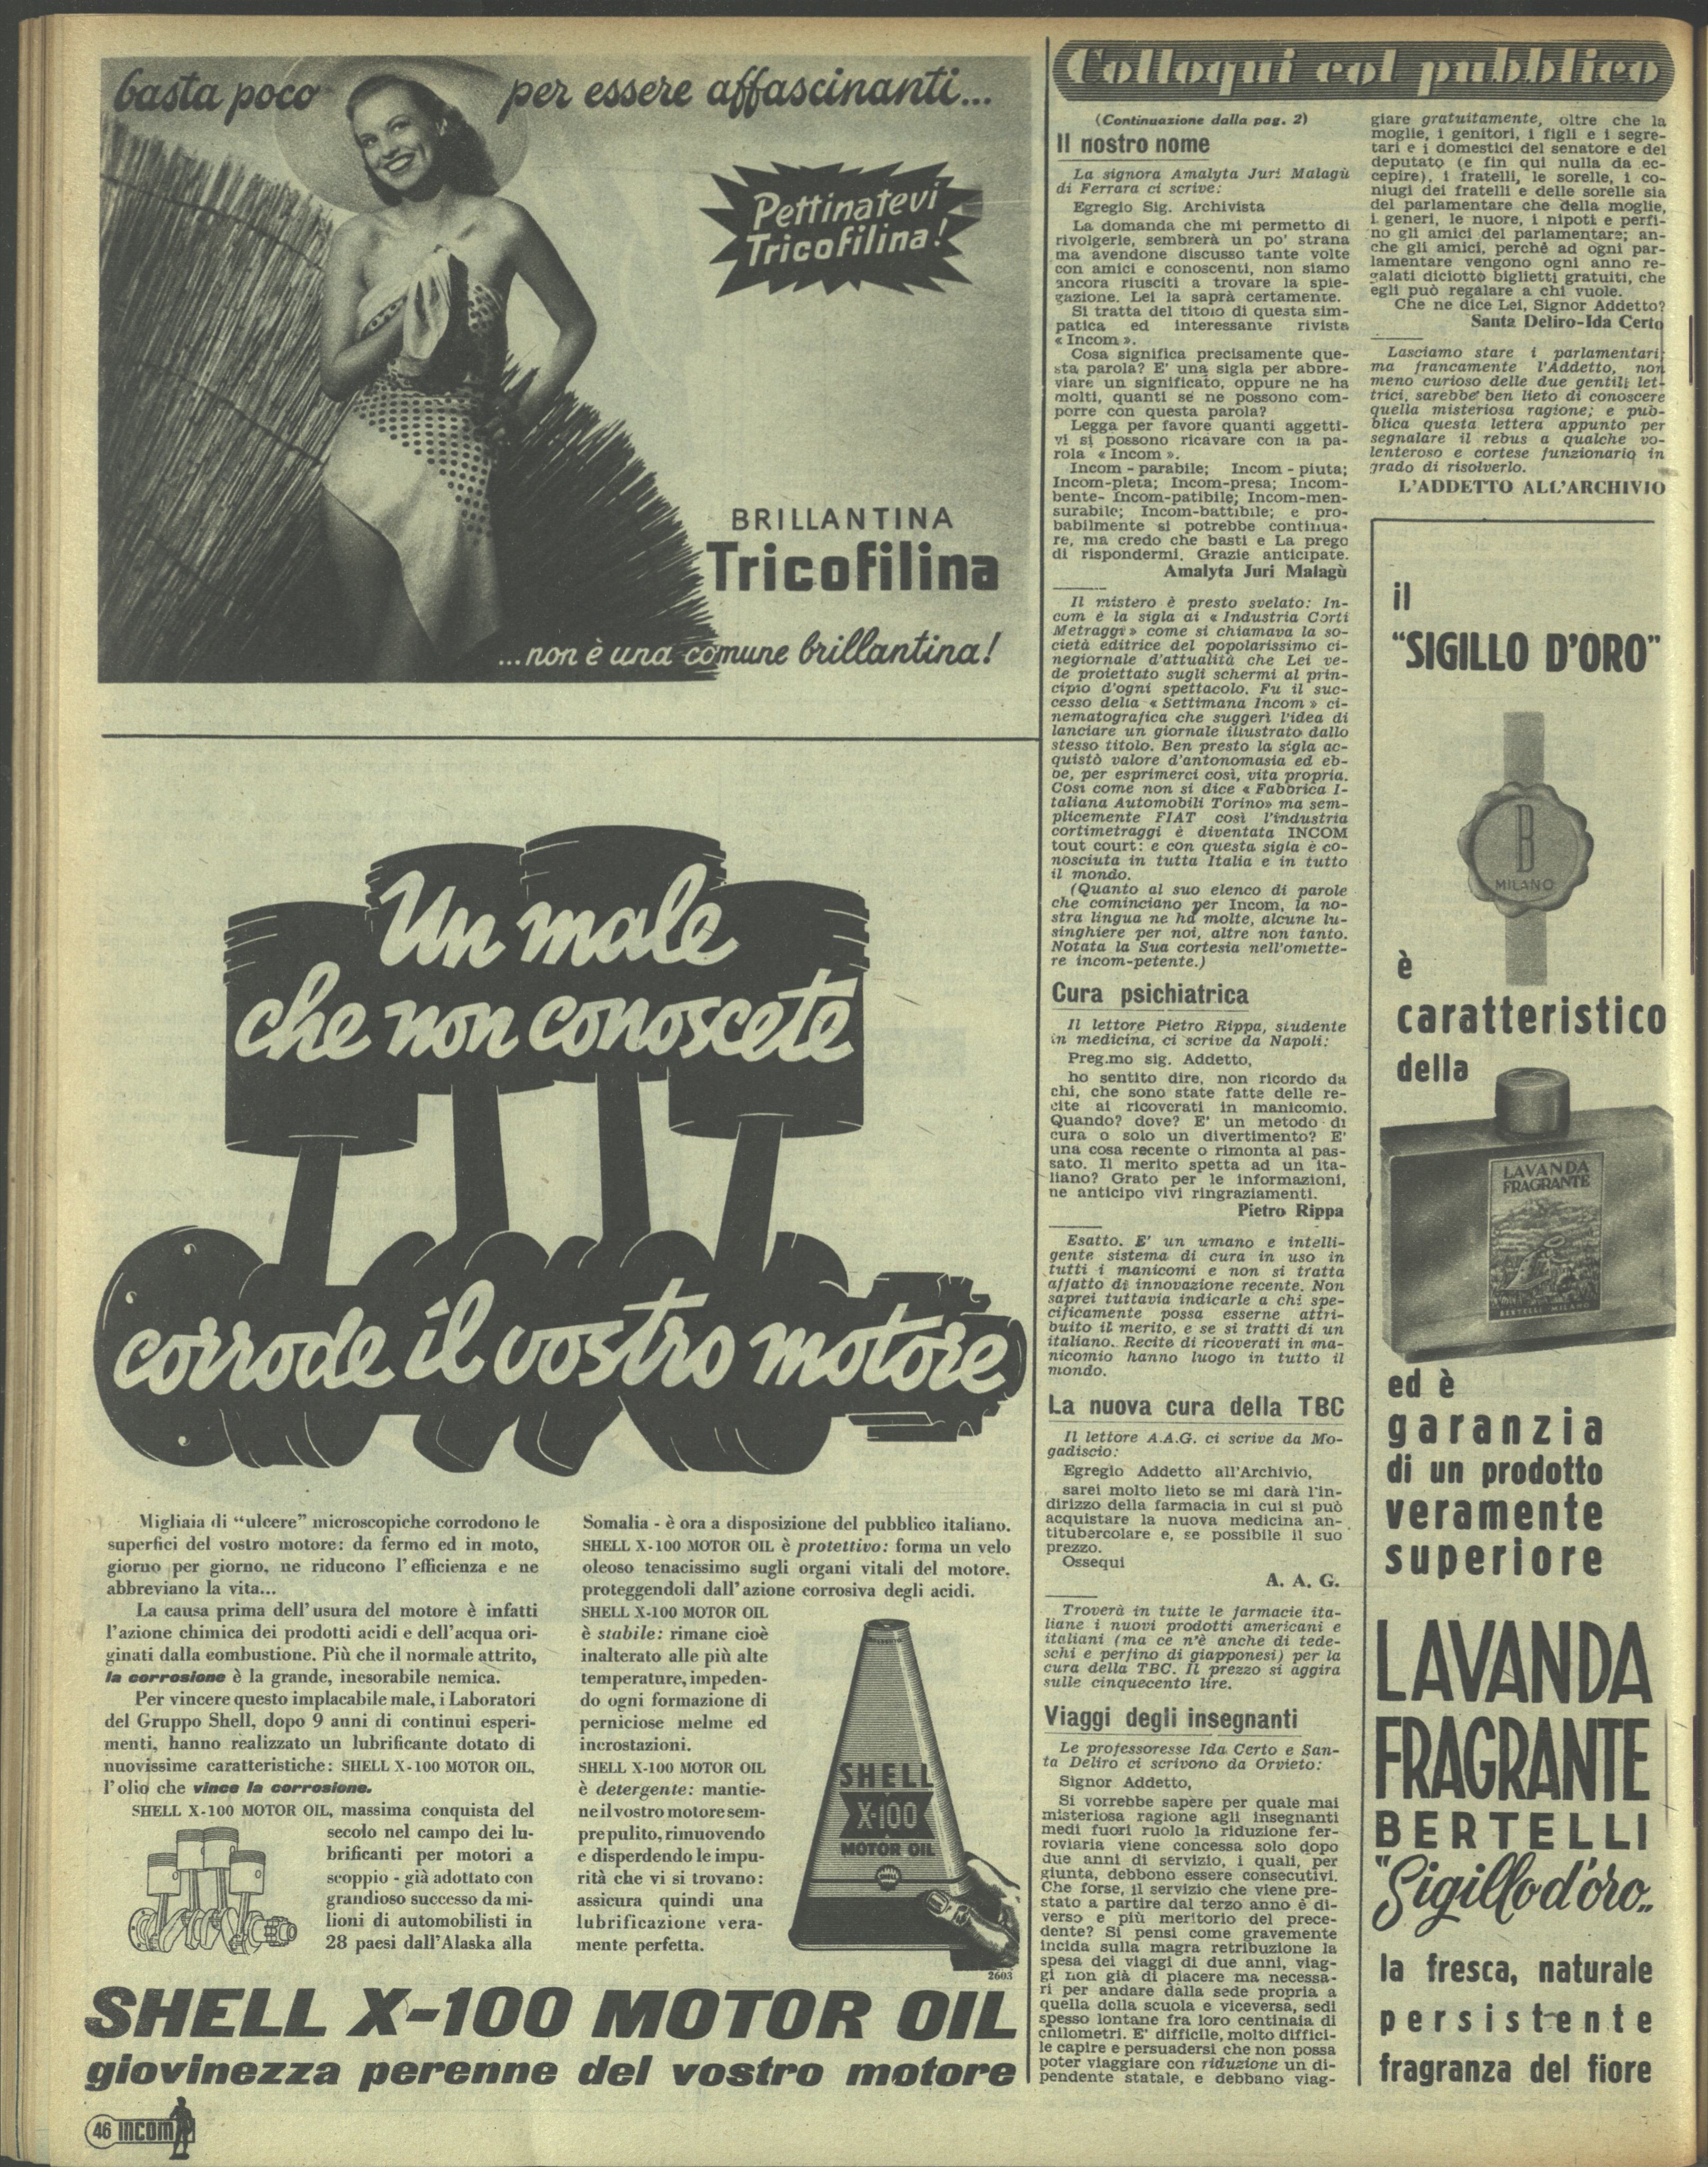 basta poco per essere affascinanti...
Pettinatevi
Tricofilina!
BRILLANTINA
Tricofilina
...non è una comune brillantina!
Un male
che non conoscete
corrode il vostro motore
Migliaia di “ulcere” microscopiche corrodono le
superfici del vostro motore: da fermo ed in moto,
giorno per giorno, ne riducono l'efficienza e ne
abbreviano la vita...
La causa prima dell'usura del motore è infatti
l'azione chimica dei prodotti acidi e dell'acqua ori-
ginati dalla combustione. Più che il normale attrito,
la corrosione è la grande, inesorabile nemica.
Per vincere questo implacabile male, i Laboratori
del Gruppo Shell, dopo 9 anni di continui esperi-
menti, hanno realizzato un lubrificante dotato di
nuovissime caratteristiche: SHELL X-100 MOTOR OIL,
l'olio che vince la corrosione.
SHELL X-100 MOTOR OIL, massima conquista del
secolo nel campo dei lu-
brificanti per motori a
scoppio - già adottato con
grandioso successo da mi-
lioni di automobilisti in
28 paesi dall'Alaska alla
Somalia - è ora a disposizione del pubblico italiano.
SHELL X-100 MOTOR OIL è protettivo: forma un velo
oleoso tenacissimo sugli organi vitali del motore,
proteggendoli dall'azione corrosiva degli acidi.
SHELL X-100 MOTOR OIL
è stabile: rimane cioè
inalterato alle più alte
temperature, impeden-
do ogni formazione di
perniciose melme ed
incrostazioni.
SHELL X-100 MOTOR OIL
è detergente: mantie-
ne il vostro motore sem-
pre pulito, rimuovendo
e disperdendo le impu-
rità che vi si trovano:
assicura quindi una
lubrificazione vera-
mente perfetta.
SHELL
X-100
MOTOR OIL
2603
SHELL X-100 MOTOR OIL
giovinezza perenne del vostro motore
46 INCOM
Colloqui col pubblico
(Continuazione dalla pag. 2)
Il nostro nome
La signora Amalyta Juri Malagù
di Ferrara ci scrive:
Egregio Sig. Archivista
La domanda che mi permetto di
rivolgerle, sembrerà un po' strana
ma avendone discusso tante volte
con amici e conoscenti, non siamo
ancora riusciti a trovare la spie-
gazione. Lei la saprà certamente.
Si tratta del titolo di questa sim-
patica ed interessante rivista
« Incom ».
Cosa significa precisamente que-
sta parola? E' una sigla per abbre-
viare un significato, oppure ne ha
molti, quanti se ne possono com-
porre con questa parola?
Legga per favore quanti aggetti-
vi si possono ricavare con la pa-
rola « Incom ».
Incom - parabile; Incom - piuta;
Incom-pleta; Incom-presa; Incom-
bente- Incom-patibile; Incom-men-
surabile; Incom-battibile; e pro-
babilmente si potrebbe continua-
re, ma credo che basti e La prego
di rispondermi. Grazie anticipate.
Amalyta Juri Malagù
Il mistero è presto svelato: In-
com è la sigla di « Industria Corti
Metraggi » come si chiamava la so-
cietà editrice del popolarissimo ci-
negiornale d'attualità che Lei ve-
de proiettato sugli schermi al prin-
cipio d'ogni spettacolo. Fu il suc-
cesso della « Settimana Incom » ci-
nematografica che suggerì l'idea di
lanciare un giornale illustrato dallo
stesso titolo. Ben presto la sigla ac-
quistò valore d'antonomasia ed eb-
be, per esprimerci così, vita propria.
Così come non si dice « Fabbrica I-
taliana Automobili Torino» ma sem-
plicemente FIAT così l'industria
cortimetraggi è diventata INCOM
tout court: e con questa sigla è co-
nosciuta in tutta Italia e in tutto
il mondo.
(Quanto al suo elenco di parole
che cominciano per Incom, la no-
stra lingua ne ha molte, alcune lu-
singhiere per noi, altre non tanto.
Notata la Sua cortesia nell'omette-
re incom-petente.)
Cura psichiatrica
Il lettore Pietro Rippa, studente
in medicina, ci scrive da Napoli:
Preg.mo sig. Addetto,
ho sentito dire, non ricordo da
chi, che sono state fatte delle re-
cite ai ricoverati in manicomio.
Quando? dove? E' un metodo di
cura o solo un divertimento? E'
una cosa recente o rimonta al pas-
sato. Il merito spetta ad un ita-
liano? Grato per le informazioni,
ne anticipo vivi ringraziamenti.
Pietro Rippa
Esatto. E' un umano e intelli-
gente sistema di cura in uso in
tutti i manicomi e non si tratta
affatto di innovazione recente. Non
saprei tuttavia indicarle a chi spe-
cificamente possa esserne attri-
buito il merito, e se si tratti di un
italiano. Recite di ricoverati in ma-
nicomio hanno luogo in tutto il
mondo.
La nuova cura della TBC
Il lettore A.A.G. ci scrive da Mo-
gadiscio:
Egregio Addetto all'Archivio,
sarei molto lieto se mi darà l'in-
dirizzo della farmacia in cui si può
acquistare la nuova medicina an-
titubercolare e, se possibile il suo
prezzo.
Ossequi
A. A. G.
Troverà in tutte le farmacie ita-
liane i nuovi prodotti americani e
italiani (ma ce n'è anche di tede-
schi e perfino di giapponesi) per la
cura della TBC. Il prezzo si aggira
sulle cinquecento lire.
Viaggi degli insegnanti
Le professoresse Ida Certo e San-
ta Deliro ci scrivono da Orvieto:
Signor Addetto,
Si vorrebbe sapere per quale mai
misteriosa ragione agli insegnanti
medi fuori ruolo la riduzione fer-
roviaria viene concessa solo dopo
due anni di servizio, i quali, per
giunta, debbono essere consecutivi.
Che forse, il servizio che viene pre-
stato a partire dal terzo anno è di-
verso e più meritorio del prece-
dente? Si pensi come gravemente
incida sulla magra retribuzione la
spesa dei viaggi di due anni, viag-
gi non già di piacere ma necessa-
ri per andare dalla sede propria a
quella della scuola e viceversa, sedi
spesso lontane fra loro centinaia di
chilometri. E' difficile, molto diffici-
le capire e persuadersi che non possa
poter viaggiare con riduzione un di-
pendente statale, e debbano viag-
giare gratuitamente, oltre che la
moglie, i genitori, i figli e i segre-
tari e i domestici del senatore e del
deputato (e fin qui nulla da ec-
cepire), i fratelli, le sorelle, i co-
niugi dei fratelli e delle sorelle sia
del parlamentare che della moglie,
i generi, le nuore, i nipoti e perfi-
no gli amici del parlamentare; an-
che gli amici, perchè ad ogni par-
lamentare vengono ogni anno re-
galati diciotto biglietti gratuiti, che
egli può regalare a chi vuole.
Che ne dice Lei, Signor Addetto?
Santa Deliro-Ida Certo
Lasciamo stare i parlamentari;
ma francamente l'Addetto, non
meno curioso delle due gentili let-
trici, sarebbe ben lieto di conoscere
quella misteriosa ragione; e pub-
blica questa lettera appunto per
segnalare il rebus a qualche vo-
lenteroso e cortese funzionario in
grado di risolverlo.
L'ADDETTO ALL'ARCHIVIO
il
“SIGILLO D'ORO”
B
MILANO
è
caratteristico
della
LAVANDA
FRAGRANTE
BERTELLI MILANO
ed è
garanzia
di un prodotto
veramente
superiore
LAVANDA
FRAGRANTE
BERTELLI
"Sigillo d'oro„
la fresca, naturale
persistente
fragranza del fiore